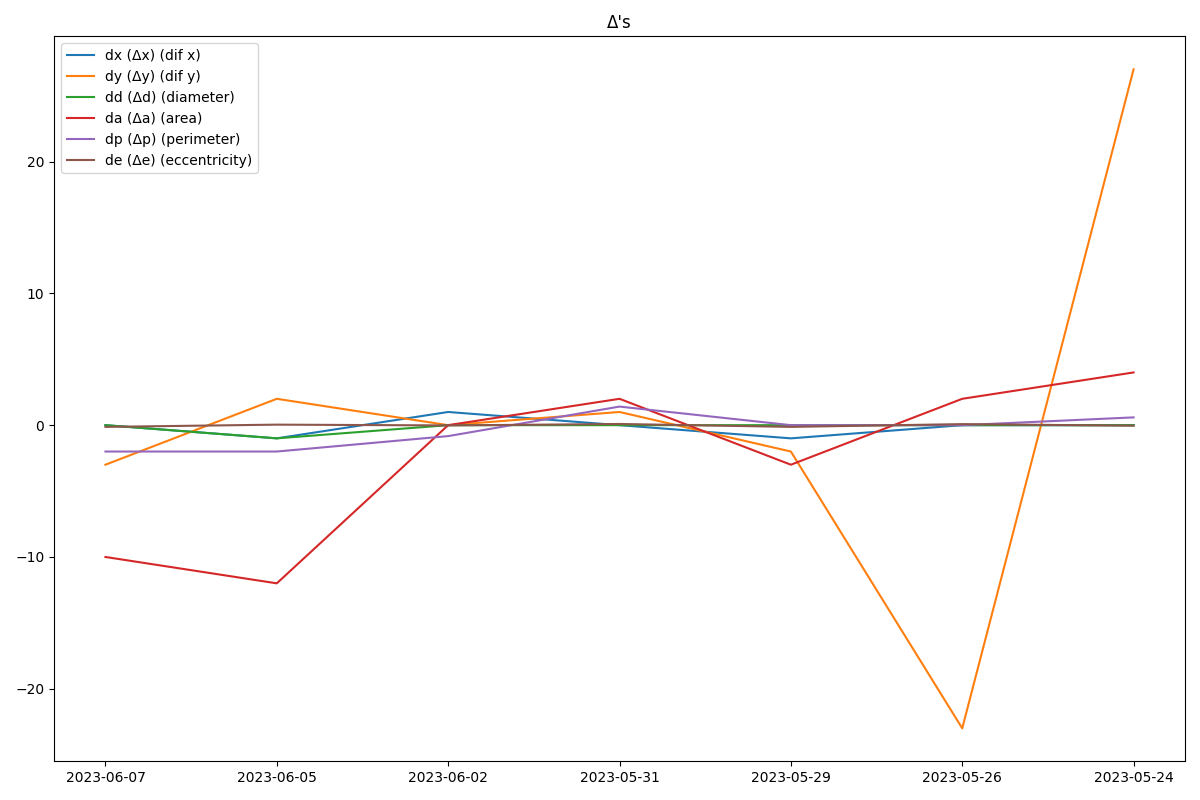 Δ's
dx (Δx) (dif x)
dy (Δy) (dif y)
dd (Δd) (diameter)
da (Δa) (area)
dp (Δp) (perimeter)
de (Δe) (eccentricity)
20
10
0
−10
−20
2023-06-07 2023-06-05 2023-06-02 2023-05-31 2023-05-29 2023-05-26 2023-05-24